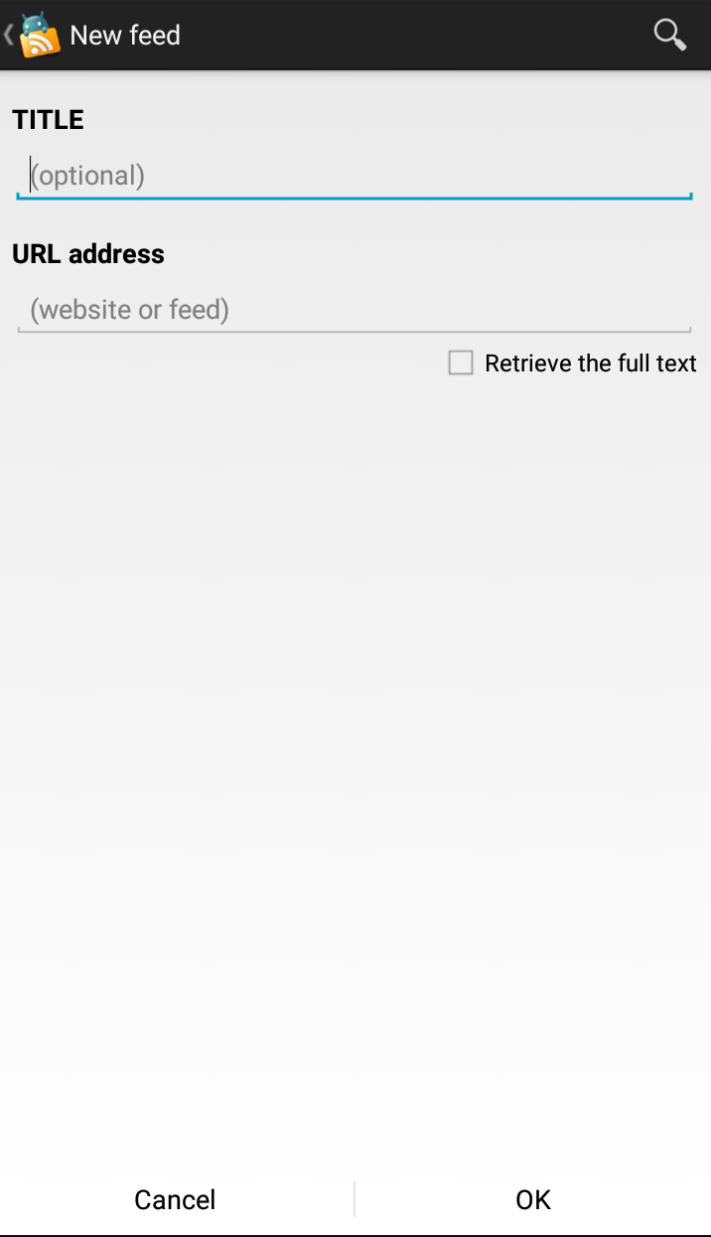 New feed
TITLE
(optional)
URL address
(website or feed)
Retrieve the full text
Cancel
OK